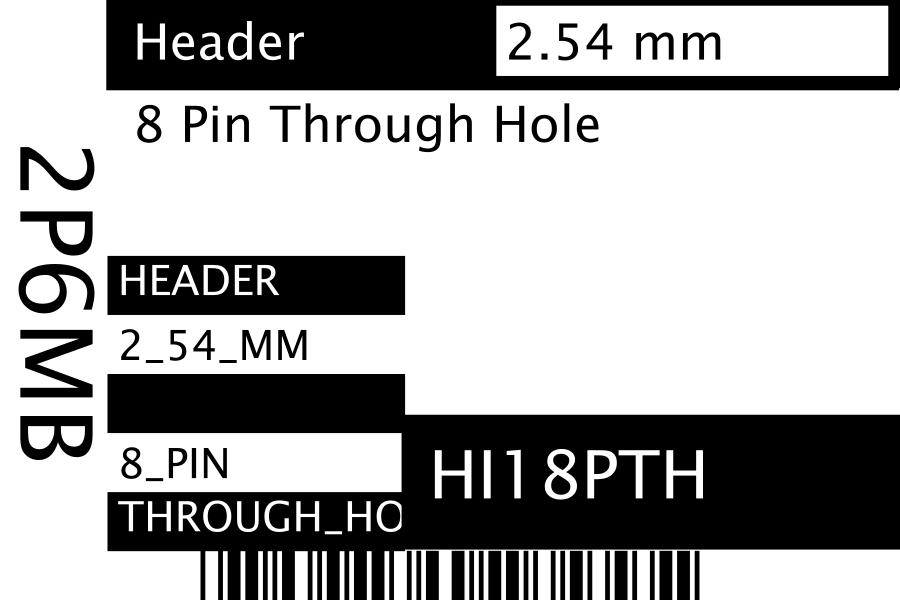 Header
2.54 mm
8 Pin Through Hole
2P6MB
HEADER
2_54_MM
8_PIN
THROUGH_HO
HI18PTH